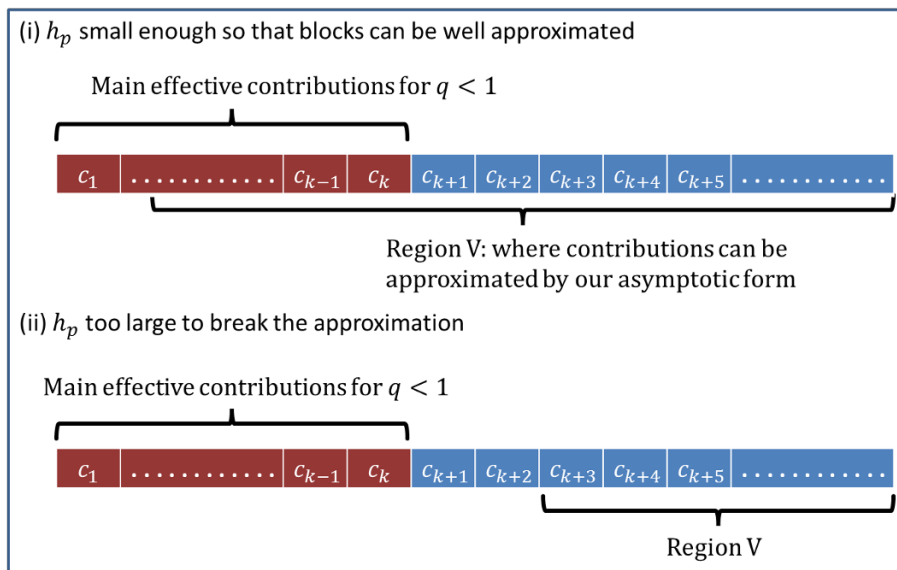 (i) h_p small enough so that blocks can be well approximated
Main effective contributions for q < 1
c_1 ............ c_{k−1} c_k c_{k+1} c_{k+2} c_{k+3} c_{k+4} c_{k+5} ............
Region V: where contributions can be
approximated by our asymptotic form
(ii) h_p too large to break the approximation
Main effective contributions for q < 1
c_1 ............ c_{k−1} c_k c_{k+1} c_{k+2} c_{k+3} c_{k+4} c_{k+5} ............
Region V